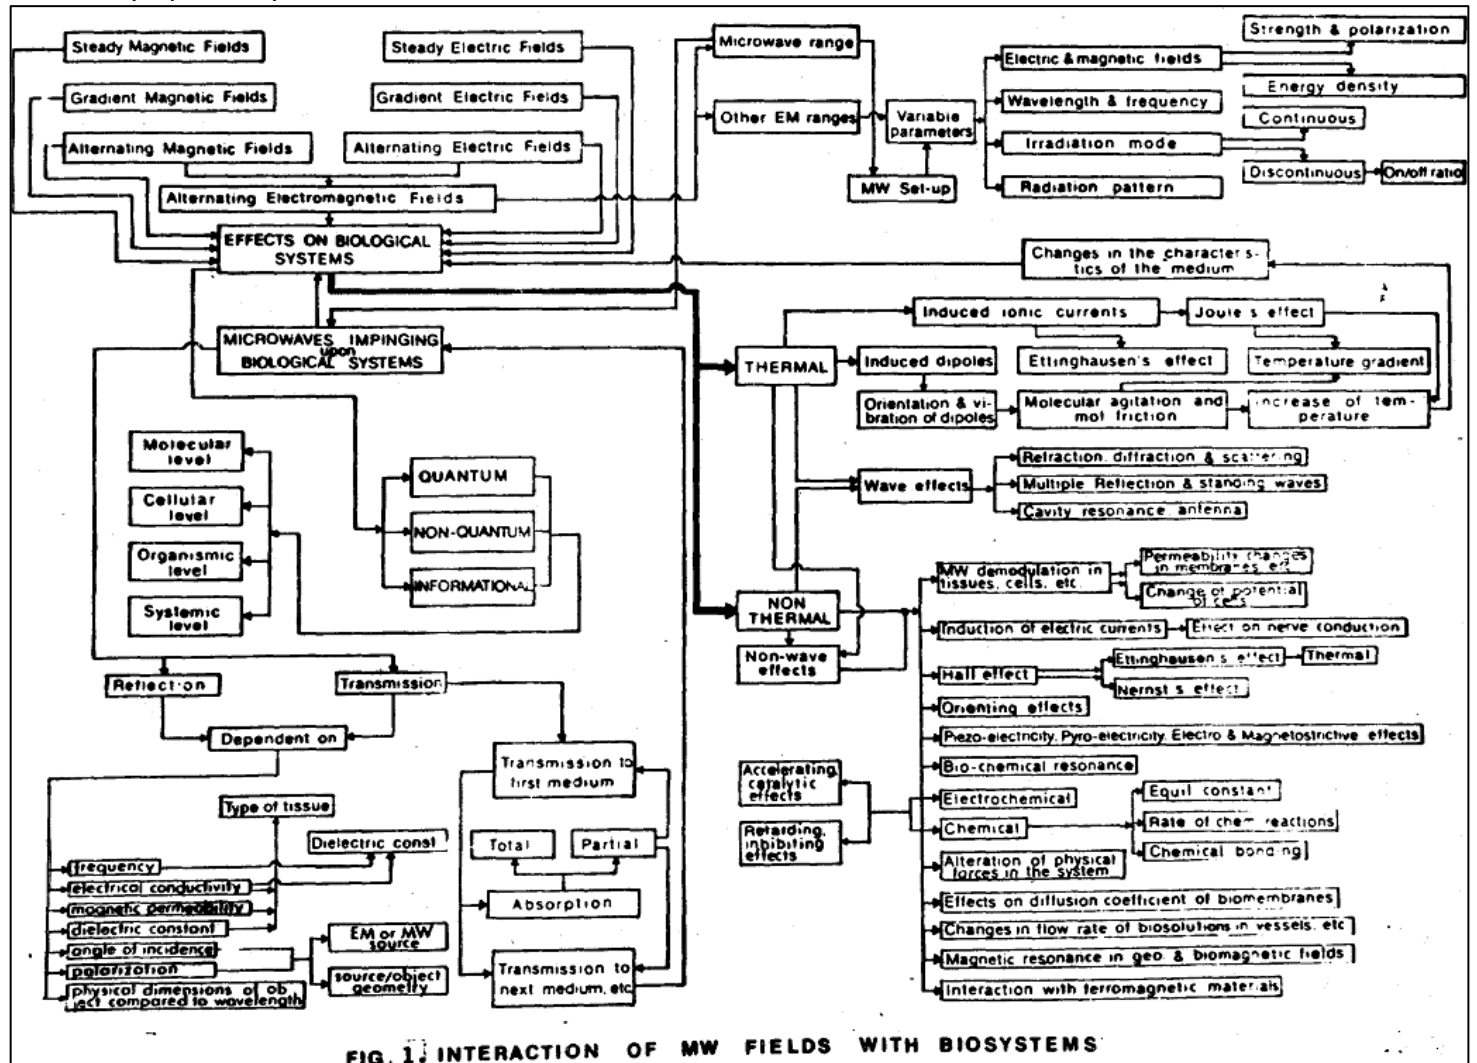 Steady Magnetic Fields
Steady Electric Fields
Gradient Magnetic Fields
Gradient Electric Fields
Alternating Magnetic Fields
Alternating Electric Fields
Alternating Electromagnetic Fields
EFFECTS ON BIOLOGICAL
SYSTEMS
MICROWAVES IMPINGING
upon
BIOLOGICAL SYSTEMS
Microwave range
Other EM ranges
Variable
parameters
MW Set-up
Electric & magnetic fields
Wavelength & frequency
Irradiation mode
Radiation pattern
Strength & polarization
Energy density
Continuous
Discontinuous
On/off ratio
Changes in the characteris-
tics of the medium
THERMAL
Induced ionic currents
Joule's effect
Induced dipoles
Ettinghausen's effect
Temperature gradient
Orientation & vi-
bration of dipoles
Molecular agitation and
mol friction
Increase of tem-
perature
Wave effects
Refraction, diffraction & scattering
Multiple Reflection & standing waves
Cavity resonance, antenna
Molecular
level
Cellular
level
Organismic
level
Systemic
level
QUANTUM
NON-QUANTUM
INFORMATIONAL
NON
THERMAL
Non-wave
effects
MW demodulation in
tissues, cells, etc.
Permeability changes
in membranes, etc
Change of potential
of cells
Induction of electric currents
Effect on nerve conduction
Hall effect
Ettinghausen's effect
Thermal
Nernst's effect
Orienting effects
Piezo-electricity, Pyro-electricity, Electro & Magnetostrictive effects
Bio-chemical resonance
Electrochemical
Chemical
Equil constant
Rate of chem reactions
Chemical bonding
Accelerating,
catalytic
effects
Retarding,
inbibiting
effects
Alteration of physical
forces in the system
Effects on diffusion coefficient of biomembranes
Changes in flow rate of biosolutions in vessels, etc
Magnetic resonance in geo. & biomagnetic fields
Interaction with ferromagnetic materials
Reflection
Transmission
Dependent on
Type of tissue
Dielectric const
frequency
electrical conductivity
magnetic permeability
dielectric constant
angle of incidence
polarization
physical dimensions of ob
ject compared to wavelength
EM or MW
source
source/object
geometry
Transmission to
first medium
Total
Partial
Absorption
Transmission to
next medium, etc
FIG. 1. INTERACTION OF MW FIELDS WITH BIOSYSTEMS